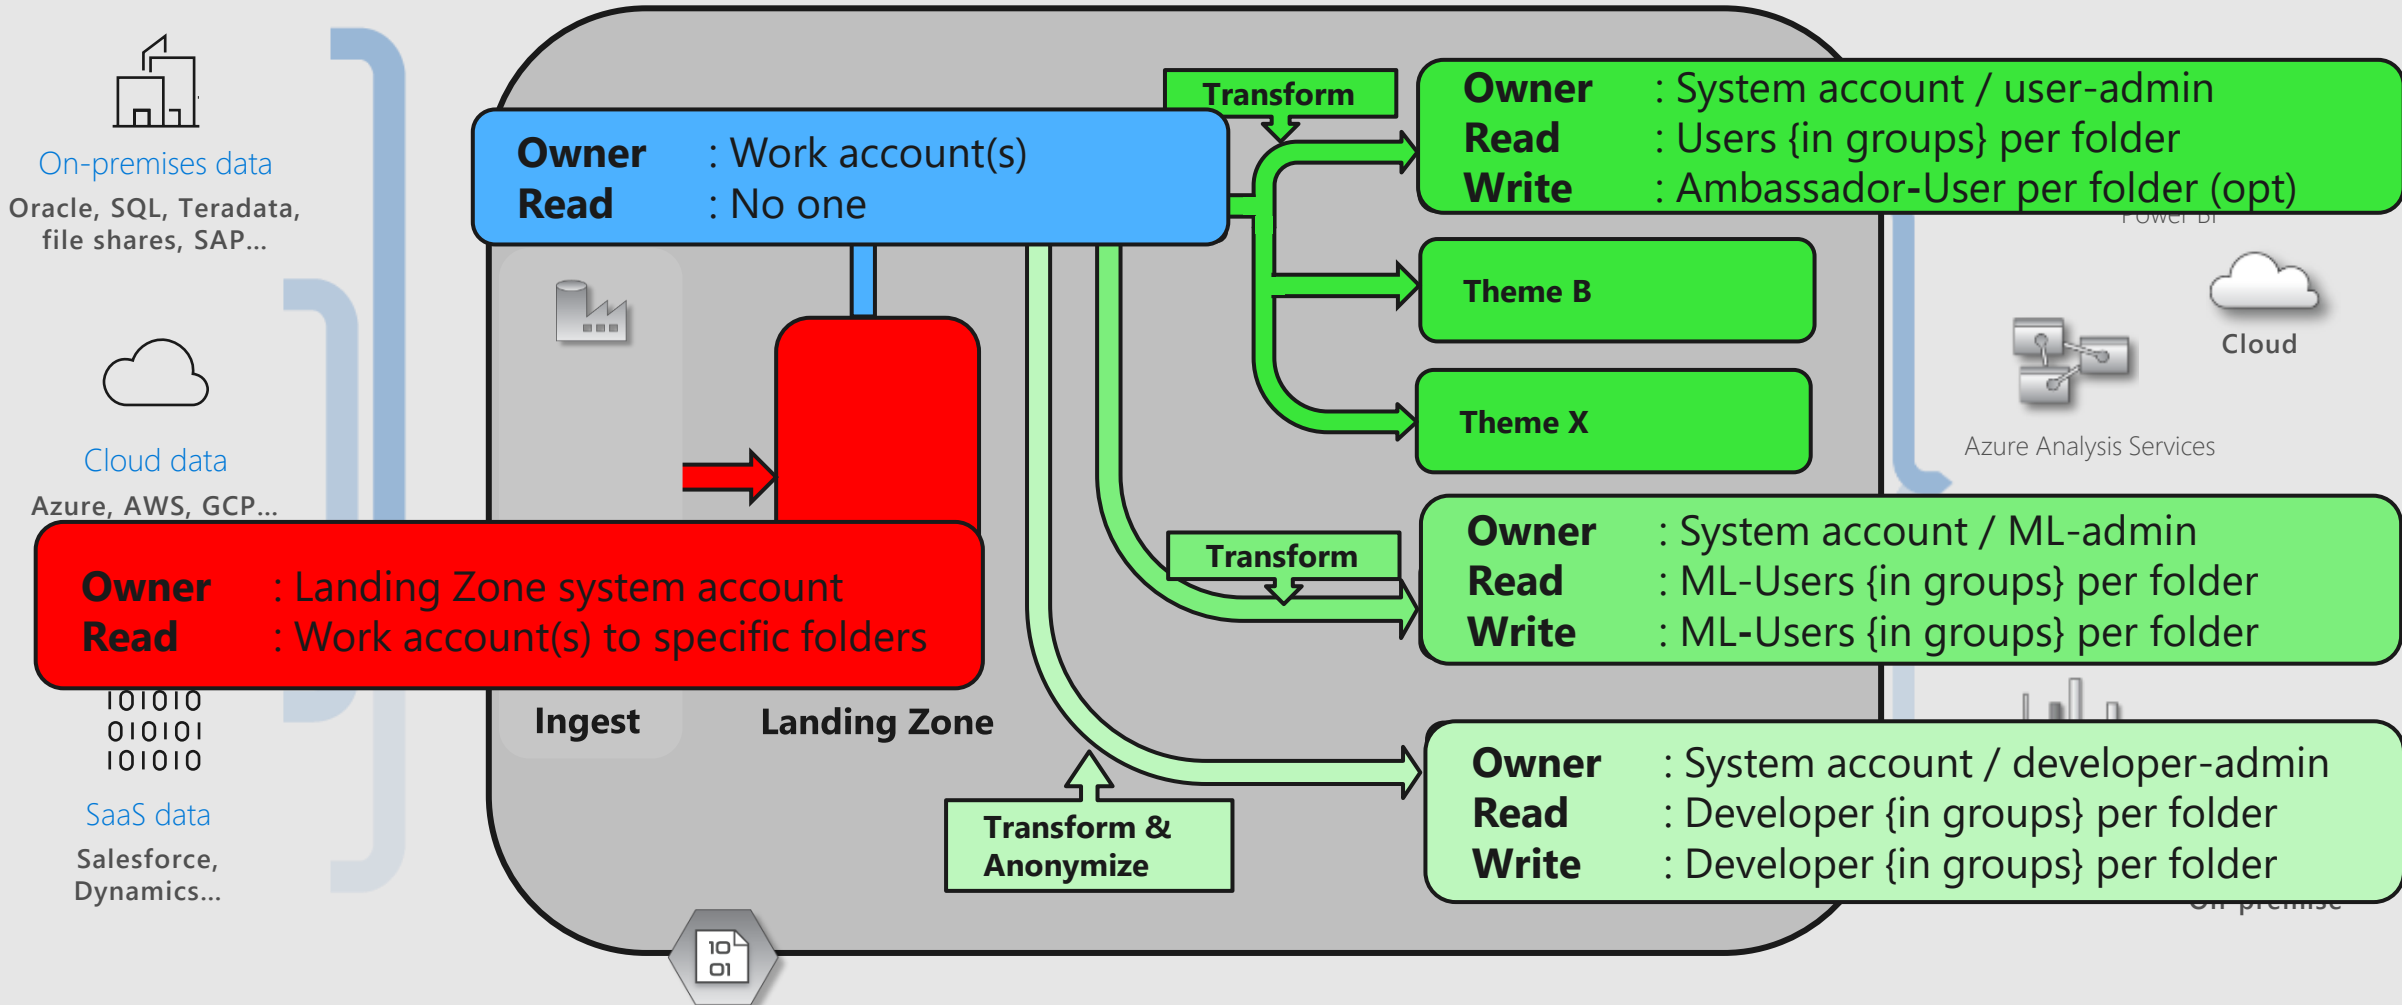 On-premises data
Oracle, SQL, Teradata,
file shares, SAP...
Cloud data
Azure, AWS, GCP...
101010
010101
101010
SaaS data
Salesforce,
Dynamics...
Owner : Work account(s)
Read : No one
Owner : Landing Zone system account
Read : Work account(s) to specific folders
Ingest
Landing Zone
Transform &
Anonymize
10
01
Transform
Owner : System account / user-admin
Read : Users {in groups} per folder
Write : Ambassador-User per folder (opt)
Theme B
Theme X
Transform
Owner : System account / ML-admin
Read : ML-Users {in groups} per folder
Write : ML-Users {in groups} per folder
Owner : System account / developer-admin
Read : Developer {in groups} per folder
Write : Developer {in groups} per folder
Power BI
Cloud
Azure Analysis Services
On-premise